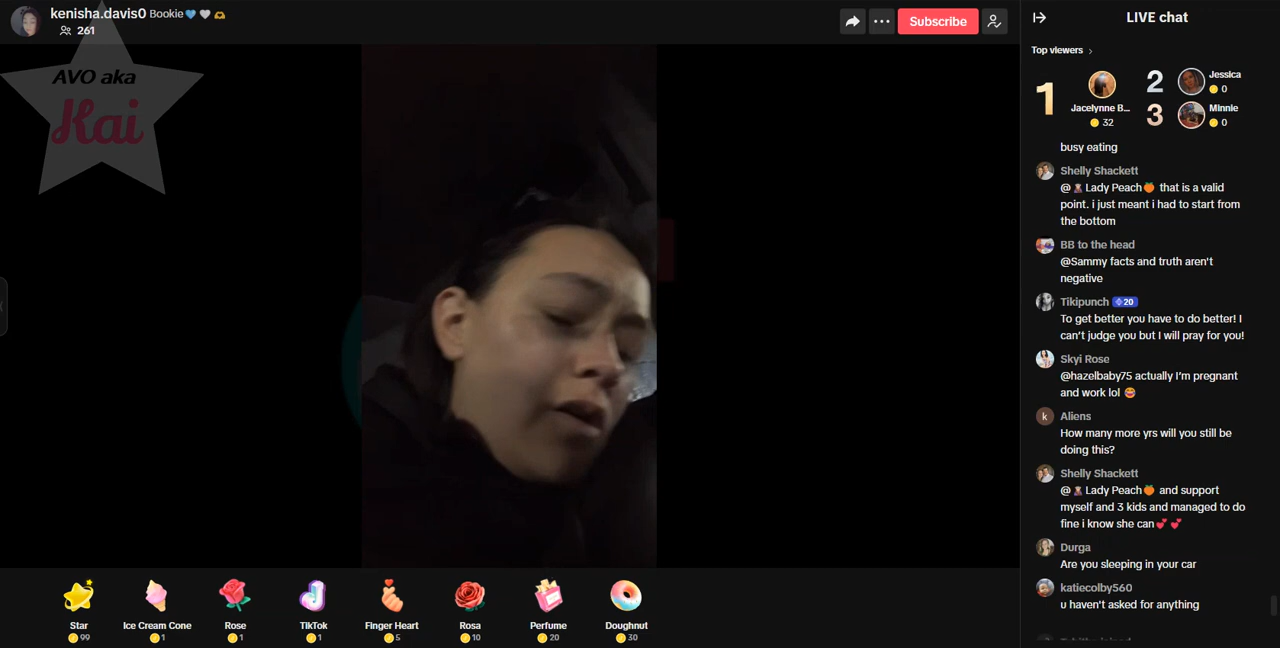 kenisha.davis0 Bookie💙🤍🫶
261
Subscribe
LIVE chat
AVO aka
Kai
Top viewers >
1
Jacelynne B...
32
2
Jessica
0
3
Minnie
0
busy eating
Shelly Shackett
@ Lady Peach🍑 that is a valid
point. i just meant i had to start from
the bottom
BB to the head
@Sammy facts and truth aren't
negative
Tikipunch 20
To get better you have to do better! I
can't judge you but I will pray for you!
Skyi Rose
@hazelbaby75 actually I'm pregnant
and work lol 😂
k Aliens
How many more yrs will you still be
doing this?
Shelly Shackett
@ Lady Peach🍑 and support
myself and 3 kids and managed to do
fine i know she can💕 💕
Durga
Are you sleeping in your car
katiecolby560
u haven't asked for anything
Star
99
Ice Cream Cone
1
Rose
1
TikTok
1
Finger Heart
5
Rosa
10
Perfume
20
Doughnut
30